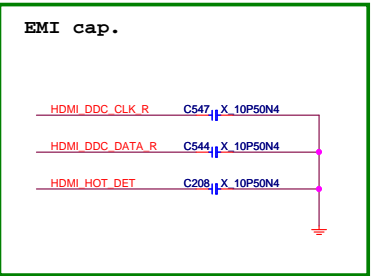 EMI cap.
HDMI_DDC_CLK_R C547 X_10P50N4
HDMI_DDC_DATA_R C544 X_10P50N4
HDMI_HOT_DET C208 X_10P50N4